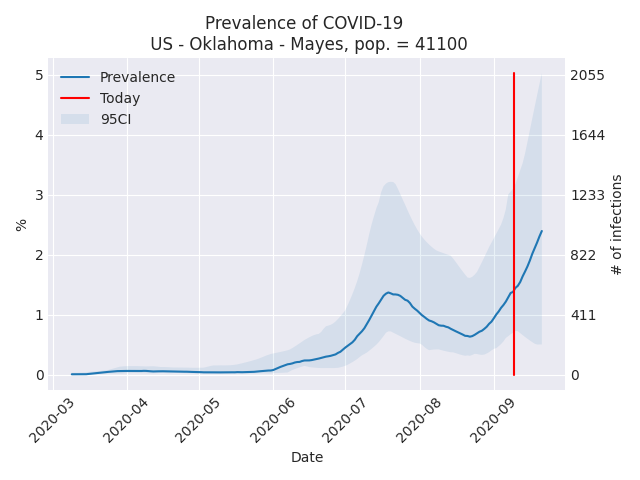 Prevalence of COVID-19
US - Oklahoma - Mayes, pop. = 41100
Prevalence
Today
95CI
5
4
3
2
1
0
%
2055
1644
1233
822
411
0
# of infections
2020-03
2020-04
2020-05
2020-06
2020-07
2020-08
2020-09
Date